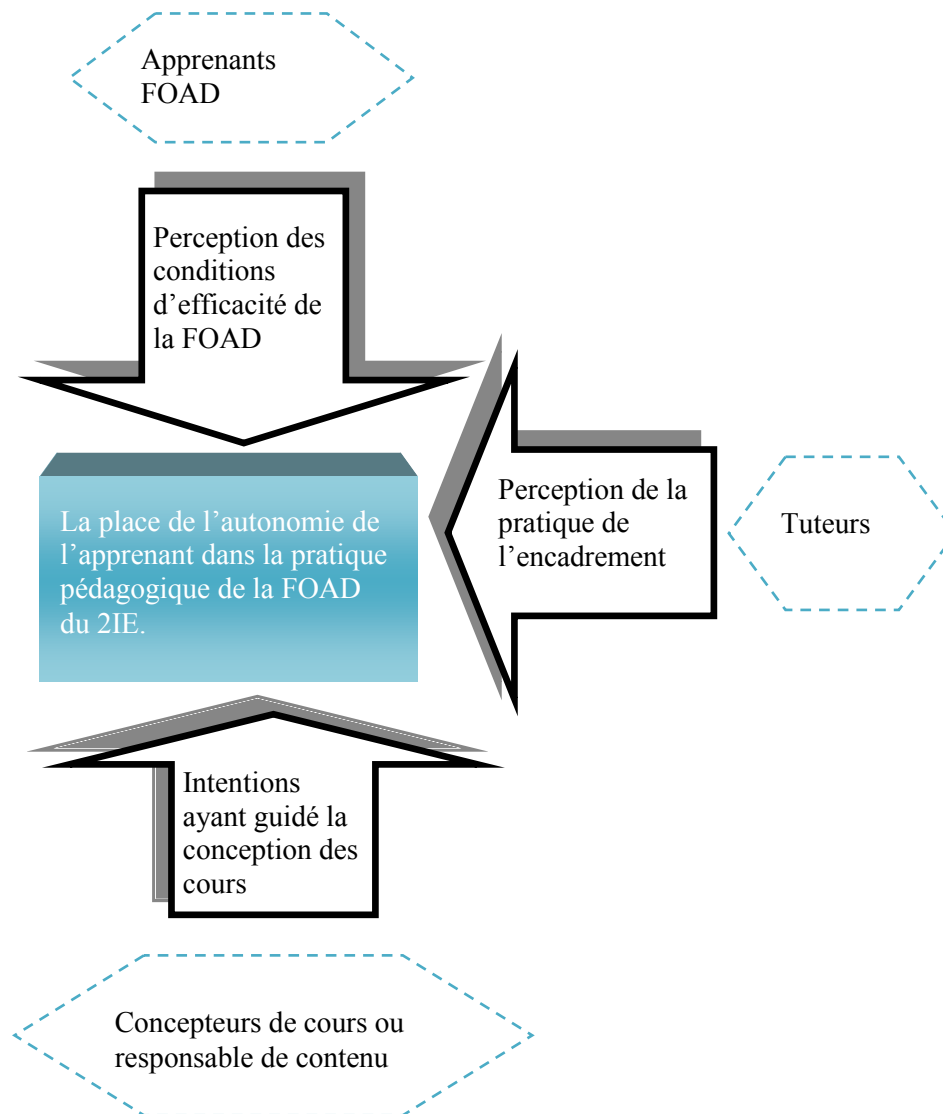 Apprenants
FOAD
Perception des
conditions
d’efficacité de
la FOAD
Perception de la
pratique de
l’encadrement
Tuteurs
La place de l’autonomie de
l’apprenant dans la pratique
pédagogique de la FOAD
du 2IE.
Intentions
ayant guidé la
conception des
cours
Concepteurs de cours ou
responsable de contenu